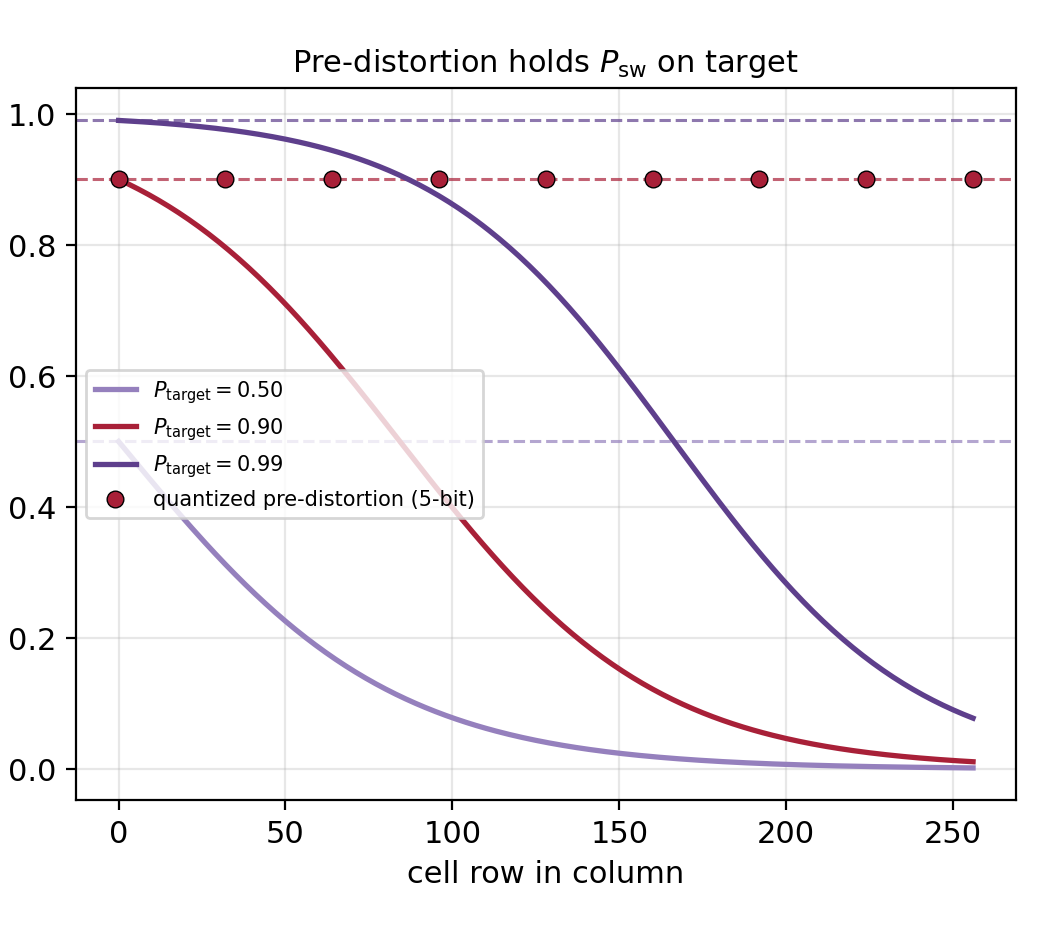 Pre-distortion holds P_sw on target
1.0
0.8
0.6
0.4
0.2
0.0
P_target = 0.50
P_target = 0.90
P_target = 0.99
quantized pre-distortion (5-bit)
0 50 100 150 200 250
cell row in column